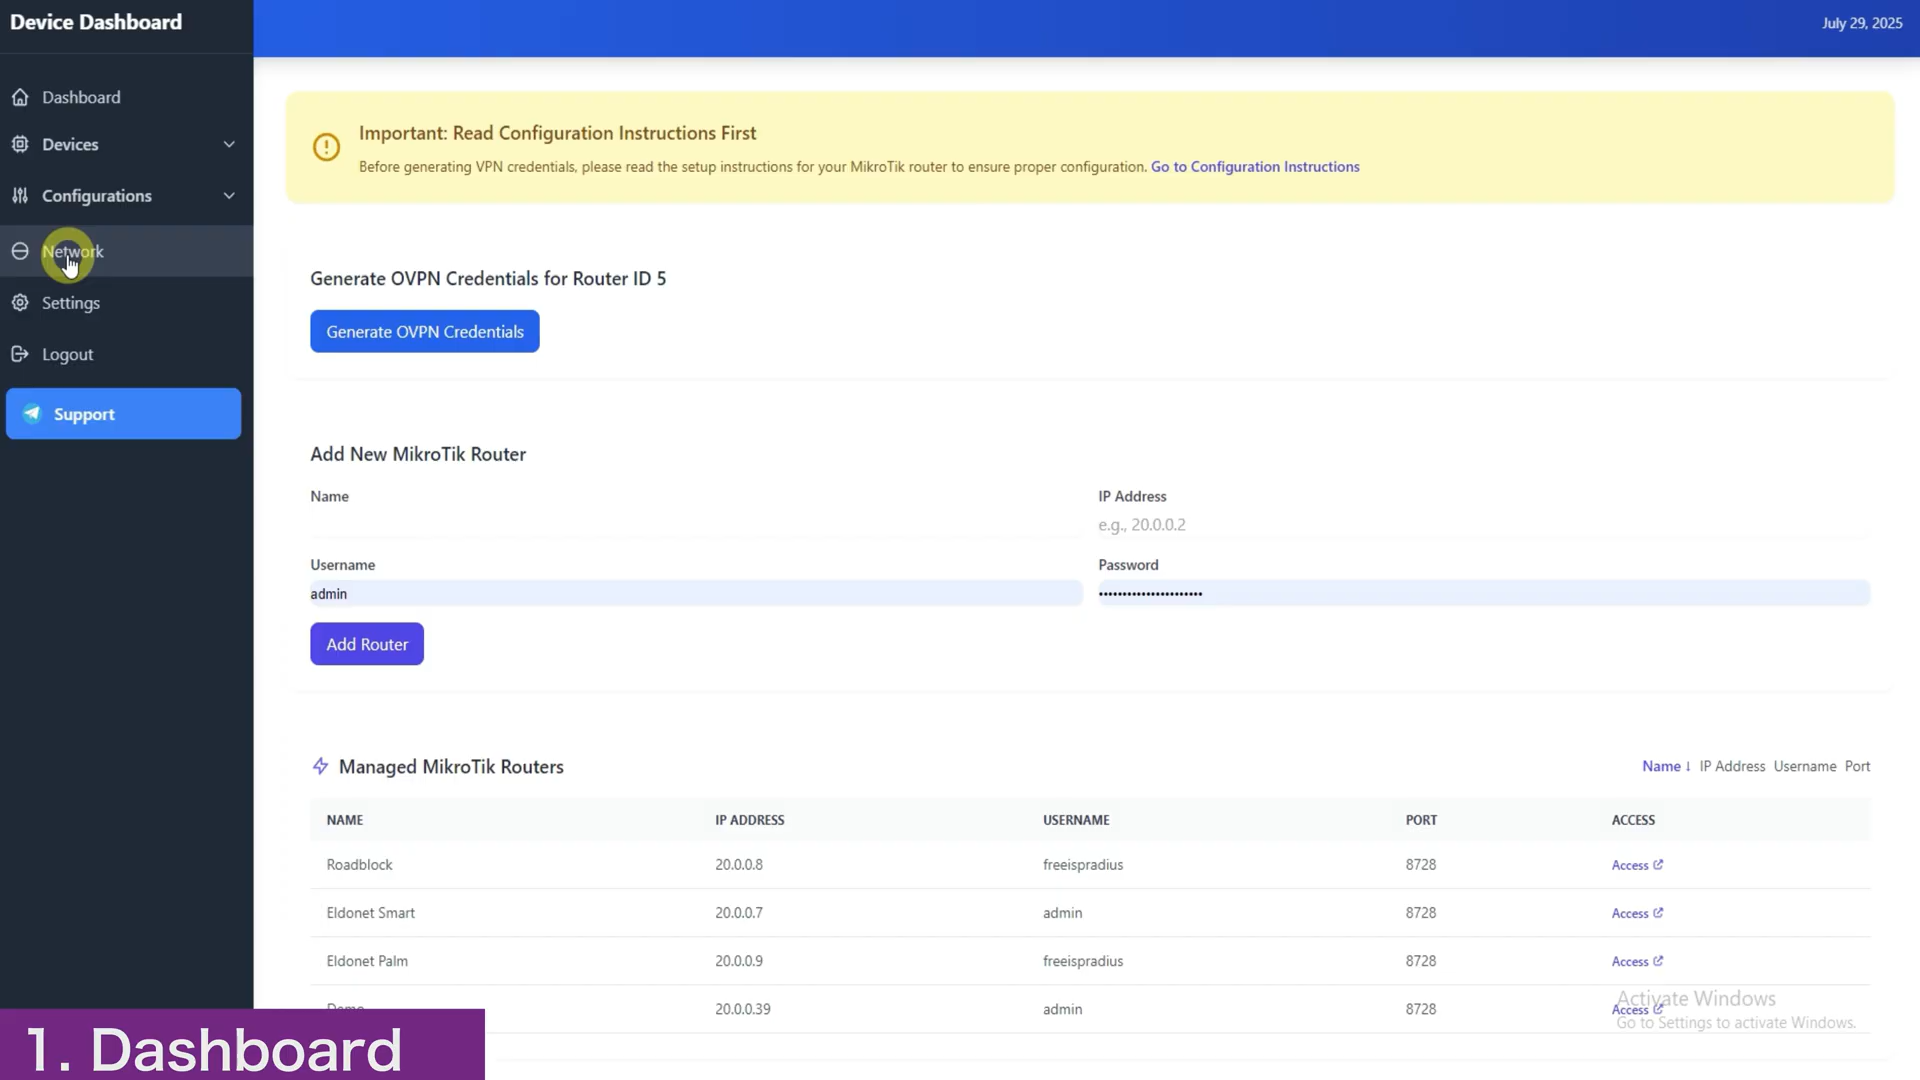 Device Dashboard
July 29, 2025
Dashboard
Devices
Configurations
Network
Settings
Logout
Support
Important: Read Configuration Instructions First
Before generating VPN credentials, please read the setup instructions for your MikroTik router to ensure proper configuration. Go to Configuration Instructions
Generate OVPN Credentials for Router ID 5
Generate OVPN Credentials
Add New MikroTik Router
Name
IP Address
e.g., 20.0.0.2
Username
Password
admin
••••••••••••••••••••••
Add Router
Managed MikroTik Routers
Name ↓ IP Address Username Port
NAME IP ADDRESS USERNAME PORT ACCESS
Roadblock 20.0.0.8 freeispradius 8728 Access
Eldonet Smart 20.0.0.7 admin 8728 Access
Eldonet Palm 20.0.0.9 freeispradius 8728 Access
Demo 20.0.0.39 admin 8728 Access
Activate Windows
Go to Settings to activate Windows.
1. Dashboard